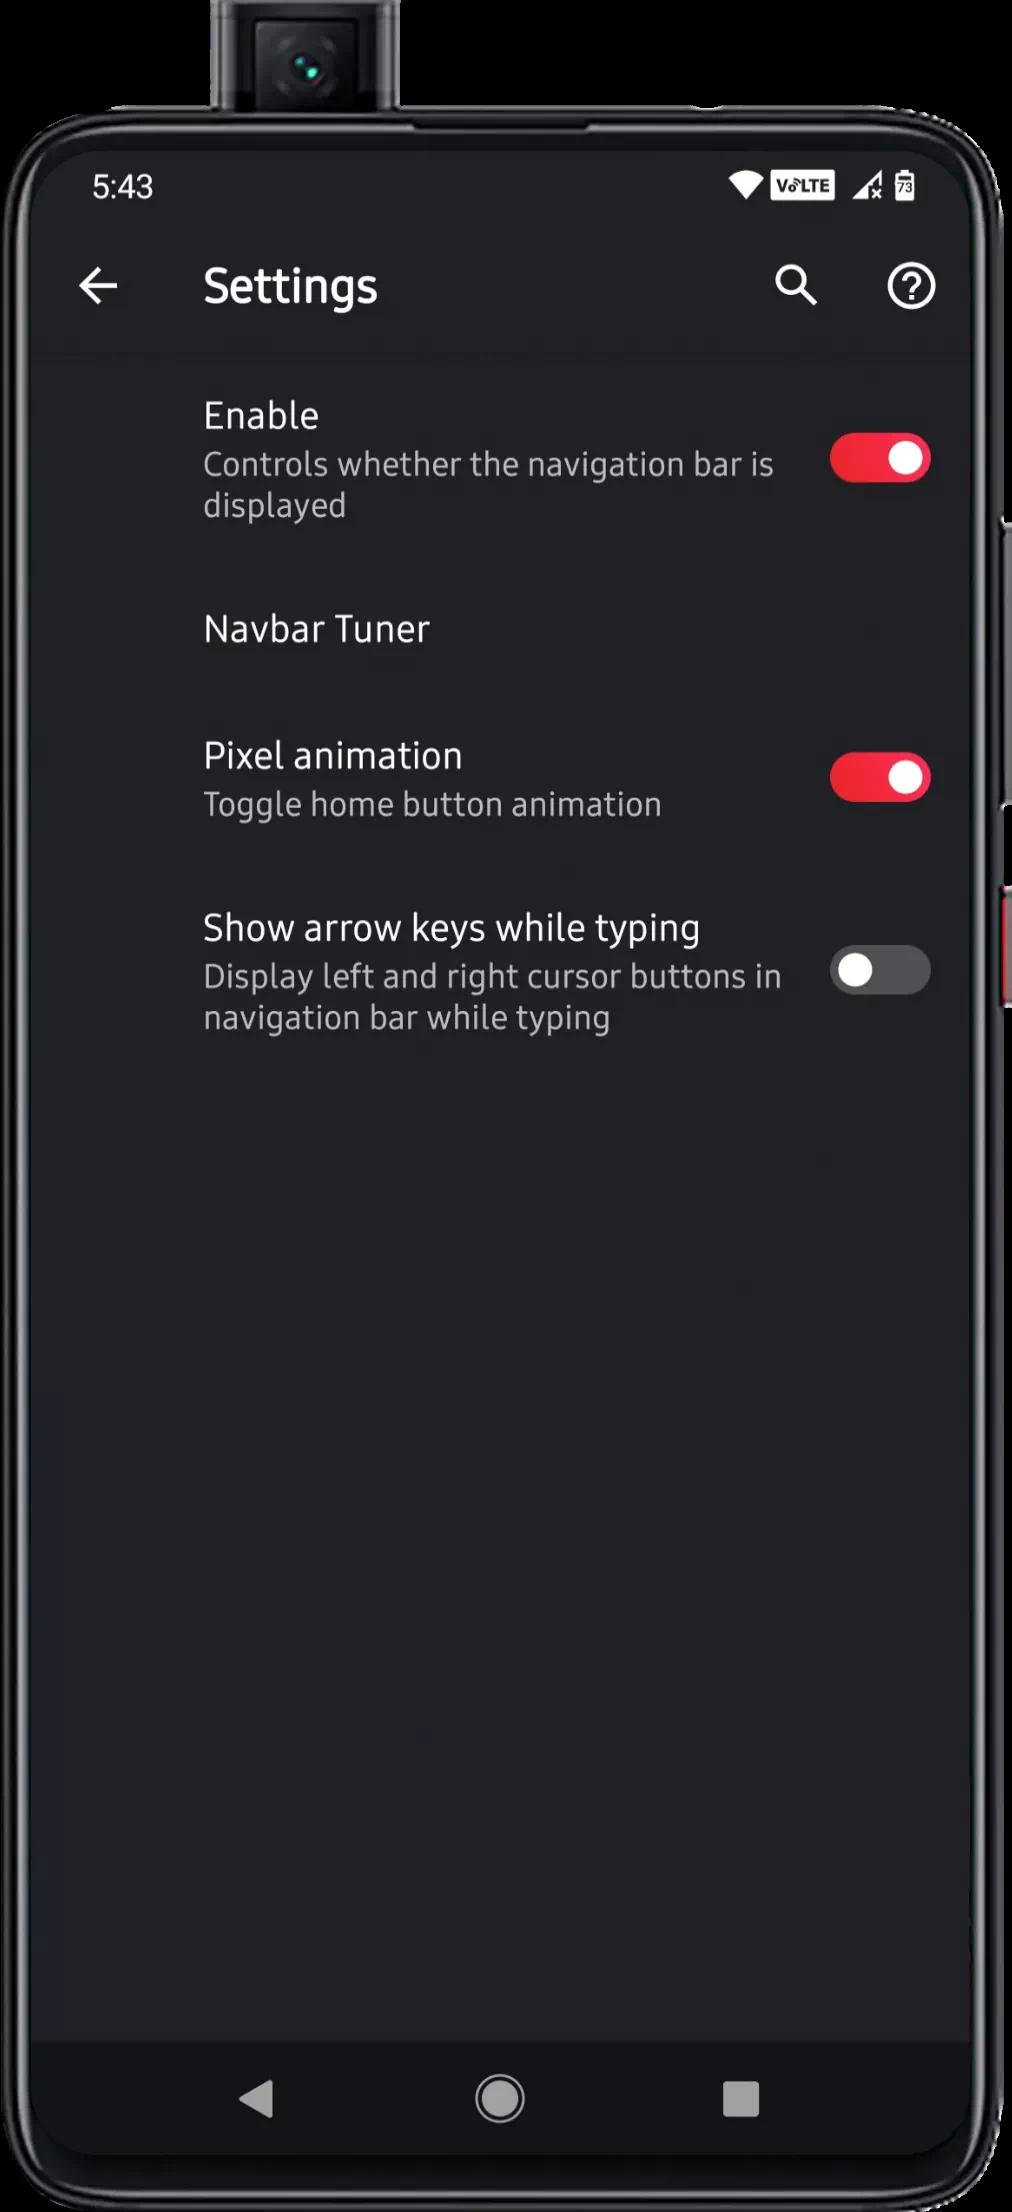 5:43
VoLTE
73
Settings
Enable
Controls whether the navigation bar is
displayed
Navbar Tuner
Pixel animation
Toggle home button animation
Show arrow keys while typing
Display left and right cursor buttons in
navigation bar while typing